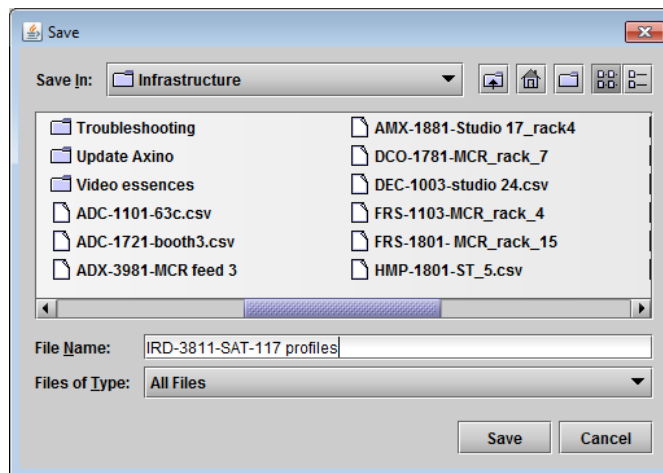 Save
Save In: Infrastructure
Troubleshooting
Update Axino
Video essences
ADC-1101-63c.csv
ADC-1721-booth3.csv
ADX-3981-MCR feed 3
AMX-1881-Studio 17_rack4
DCO-1781-MCR_rack_7
DEC-1003-studio 24.csv
FRS-1103-MCR_rack_4
FRS-1801- MCR_rack_15
HMP-1801-ST_5.csv
File Name: IRD-3811-SAT-117 profiles
Files of Type: All Files
Save Cancel